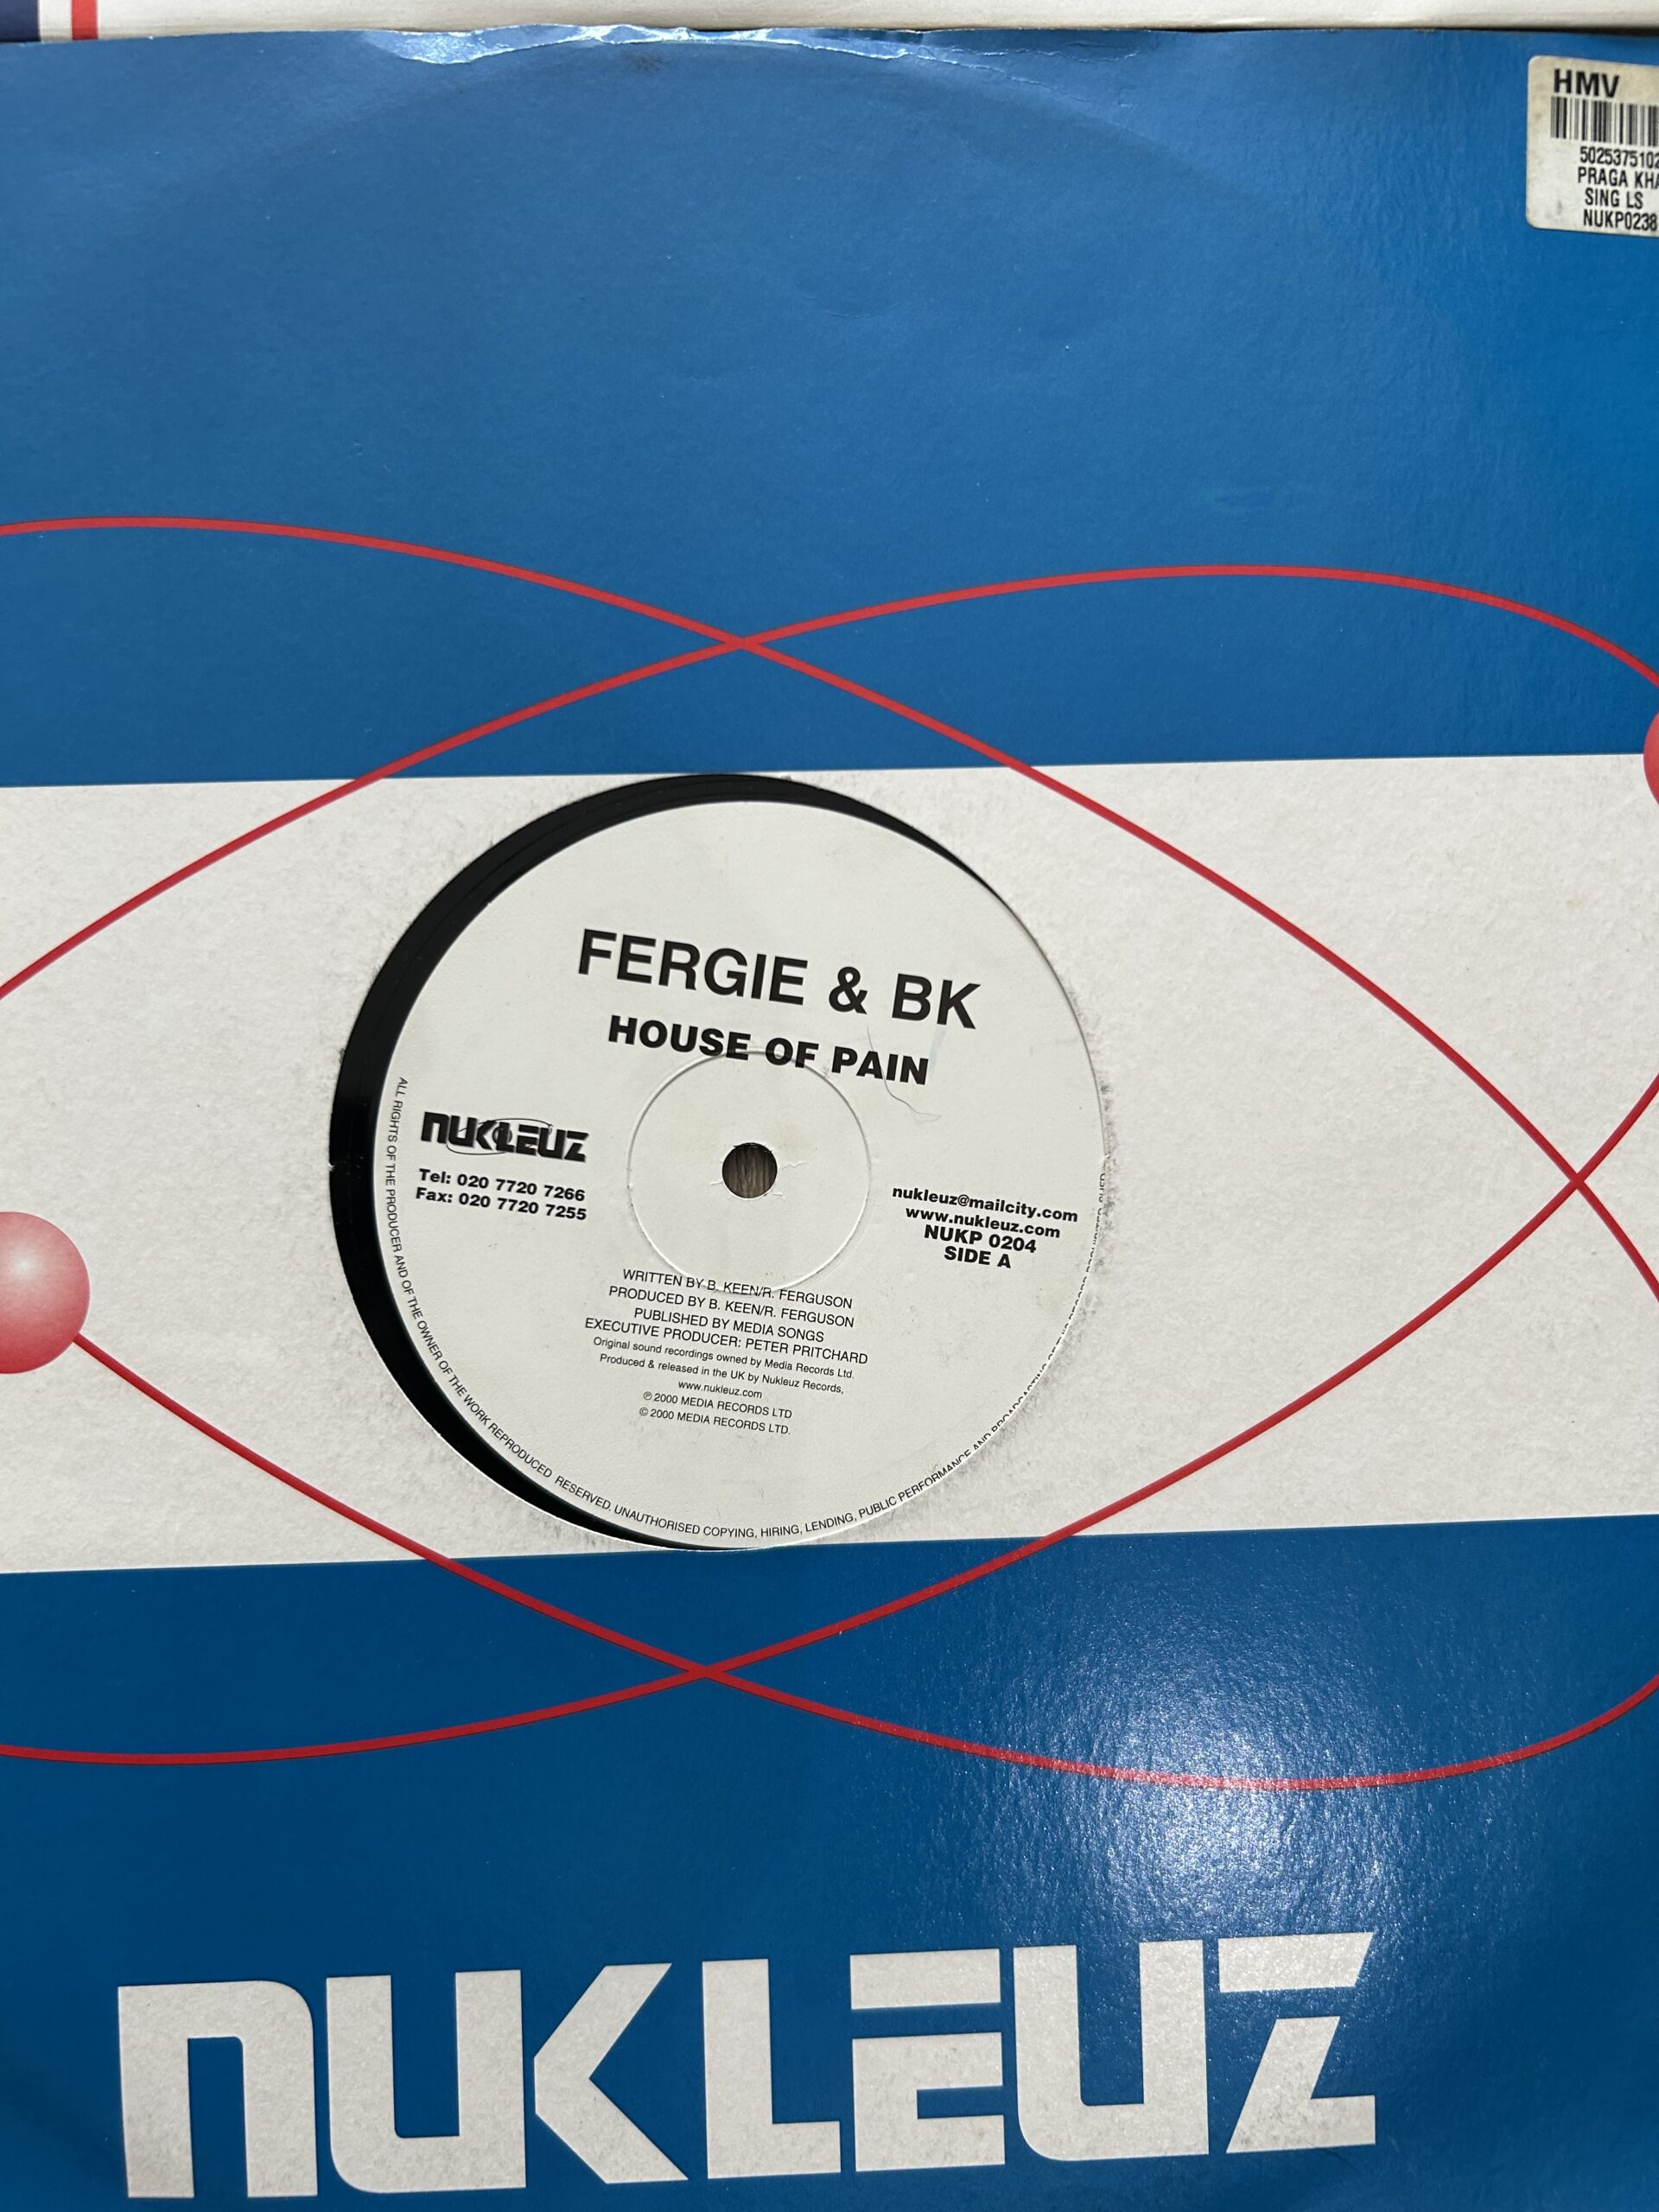 HMV
5025375102
PRAGA KHA
SING LS
NUKP0238
FERGIE & BK
HOUSE OF PAIN
NUKLEUZ
Tel: 020 7720 7266
Fax: 020 7720 7255
nukleuz@mailcity.com
www.nukleuz.com
NUKP 0204
SIDE A
WRITTEN BY B. KEEN/R. FERGUSON
PRODUCED BY B. KEEN/R. FERGUSON
PUBLISHED BY MEDIA SONGS
EXECUTIVE PRODUCER: PETER PRITCHARD
Original sound recordings owned by Media Records Ltd.
Produced & released in the UK by Nukleuz Records,
www.nukleuz.com
℗ 2000 MEDIA RECORDS LTD
© 2000 MEDIA RECORDS LTD.
ALL RIGHTS OF THE PRODUCER AND OF THE OWNER OF THE WORK REPRODUCED RESERVED. UNAUTHORISED COPYING, HIRING, LENDING, PUBLIC PERFORMANCE AND BROADCASTING
NUKLEUZ